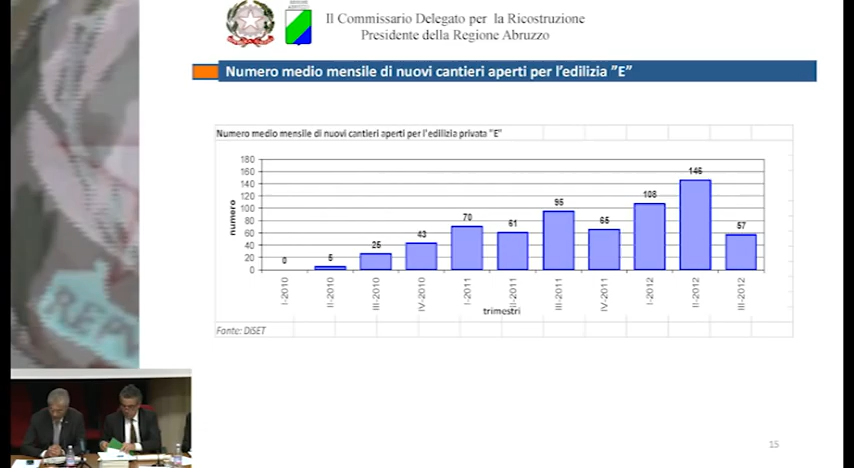 Il Commissario Delegato per la Ricostruzione
Presidente della Regione Abruzzo
Numero medio mensile di nuovi cantieri aperti per l'edilizia "E"
Numero medio mensile di nuovi cantieri aperti per l'edilizia privata "E"
180
160
140
120
100
80
60
40
20
0
numero
0
5
25
43
70
61
95
65
108
146
57
I-2010
II-2010
III-2010
IV-2010
I-2011
II-2011
III-2011
IV-2011
I-2012
II-2012
III-2012
trimestri
Fonte: DISET
15